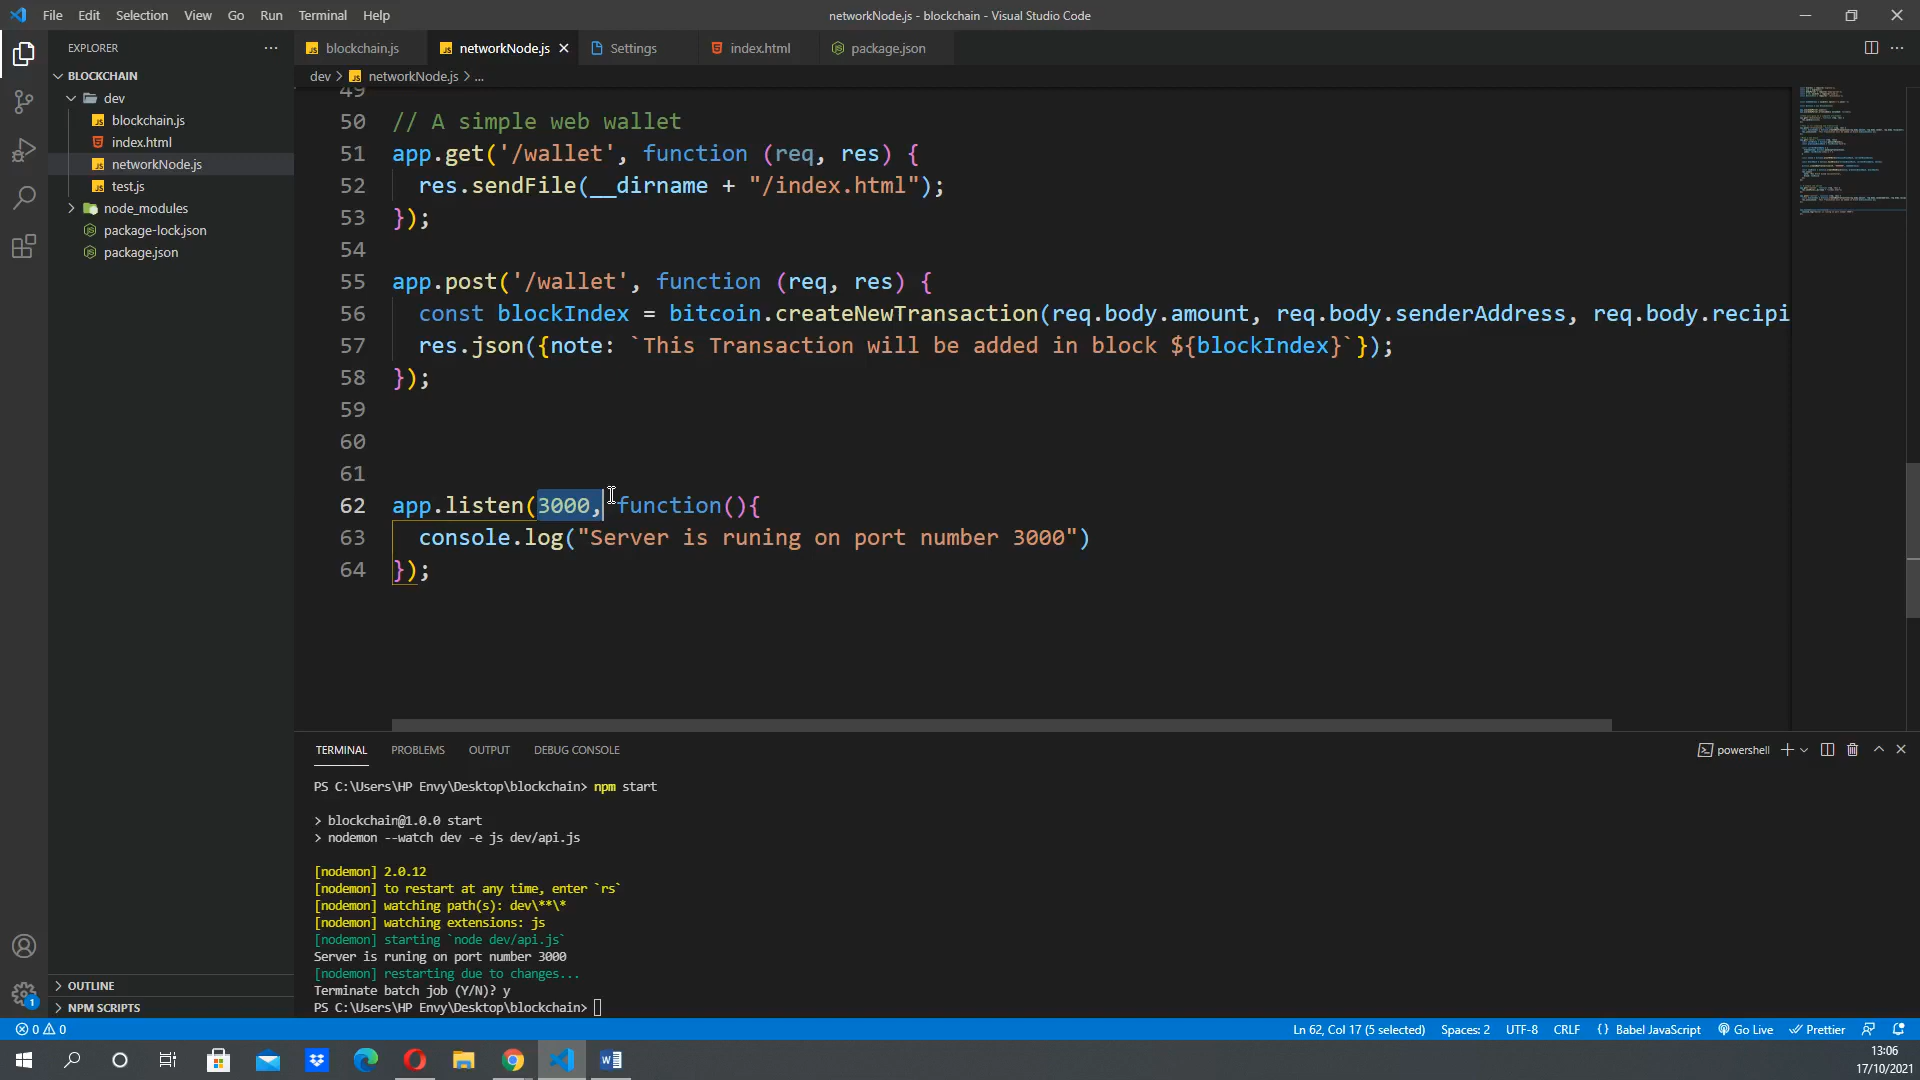 File Edit Selection View Go Run Terminal Help
networkNode.js - blockchain - Visual Studio Code
EXPLORER
BLOCKCHAIN
dev
blockchain.js
index.html
networkNode.js
test.js
node_modules
package-lock.json
package.json
OUTLINE
NPM SCRIPTS
blockchain.js networkNode.js Settings index.html package.json
dev > networkNode.js > ...
49
50 // A simple web wallet
51 app.get('/wallet', function (req, res) {
52 res.sendFile(__dirname + "/index.html");
53 });
54
55 app.post('/wallet', function (req, res) {
56 const blockIndex = bitcoin.createNewTransaction(req.body.amount, req.body.senderAddress, req.body.recipi
57 res.json({note: `This Transaction will be added in block ${blockIndex}`});
58 });
59
60
61
62 app.listen(3000, function(){
63 console.log("Server is runing on port number 3000")
64 });
TERMINAL PROBLEMS OUTPUT DEBUG CONSOLE
powershell
PS C:\Users\HP Envy\Desktop\blockchain> npm start
> blockchain@1.0.0 start
> nodemon --watch dev -e js dev/api.js
[nodemon] 2.0.12
[nodemon] to restart at any time, enter `rs`
[nodemon] watching path(s): dev\**\*
[nodemon] watching extensions: js
[nodemon] starting `node dev/api.js`
Server is runing on port number 3000
[nodemon] restarting due to changes...
Terminate batch job (Y/N)? y
PS C:\Users\HP Envy\Desktop\blockchain>
1
0 0
Ln 62, Col 17 (5 selected) Spaces: 2 UTF-8 CRLF {} Babel JavaScript Go Live Prettier
13:06
17/10/2021